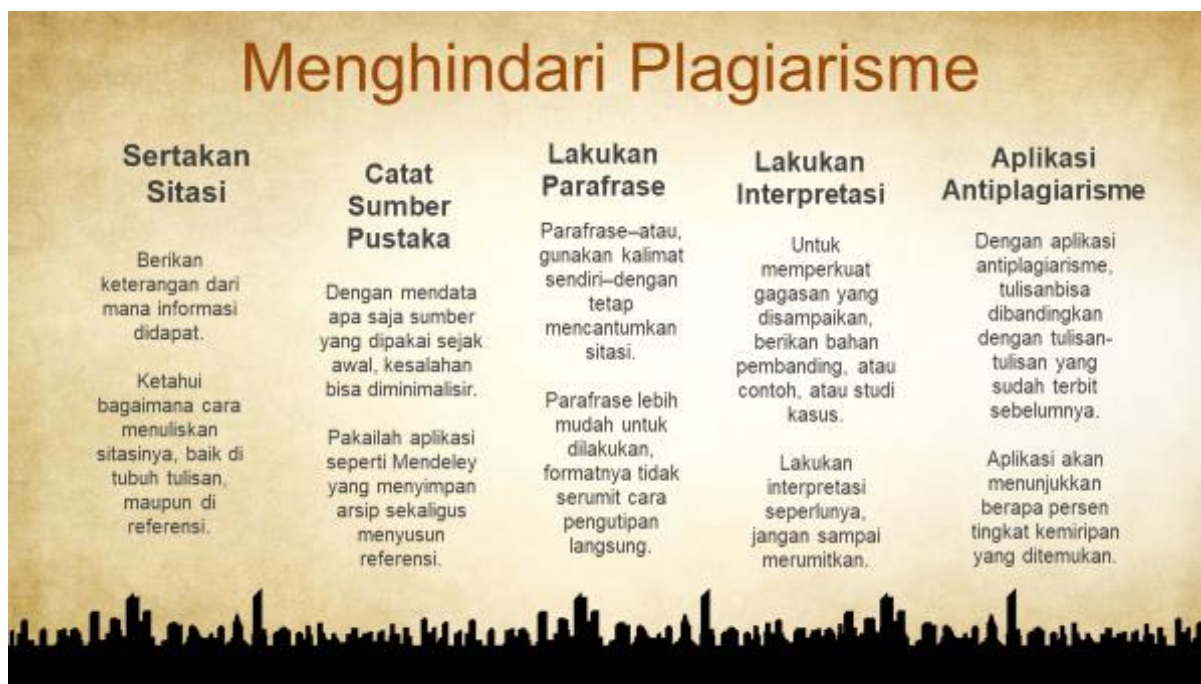 Menghindari Plagiarisme
Sertakan
Sitasi
Berikan
keterangan dari
mana informasi
didapat.
Ketahui
bagaimana cara
menuliskan
sitasinya, baik di
tubuh tulisan,
maupun di
referensi.
Catat
Sumber
Pustaka
Dengan mendata
apa saja sumber
yang dipakai sejak
awal, kesalahan
bisa diminimalisir.
Pakailah aplikasi
seperti Mendeley
yang menyimpan
arsip sekaligus
menyusun
referensi.
Lakukan
Parafrase
Parafrase–atau,
gunakan kalimat
sendiri–dengan
tetap
mencantumkan
sitasi.
Parafrase lebih
mudah untuk
dilakukan,
formatnya tidak
serumit cara
pengutipan
langsung.
Lakukan
Interpretasi
Untuk
memperkuat
gagasan yang
disampaikan,
berikan bahan
pembanding, atau
contoh, atau studi
kasus.
Lakukan
interpretasi
seperlunya,
jangan sampai
merumitkan.
Aplikasi
Antiplagiarisme
Dengan aplikasi
antiplagiarisme,
tulisanbisa
dibandingkan
dengan tulisan-
tulisan yang
sudah terbit
sebelumnya.
Aplikasi akan
menunjukkan
berapa persen
tingkat kemiripan
yang ditemukan.